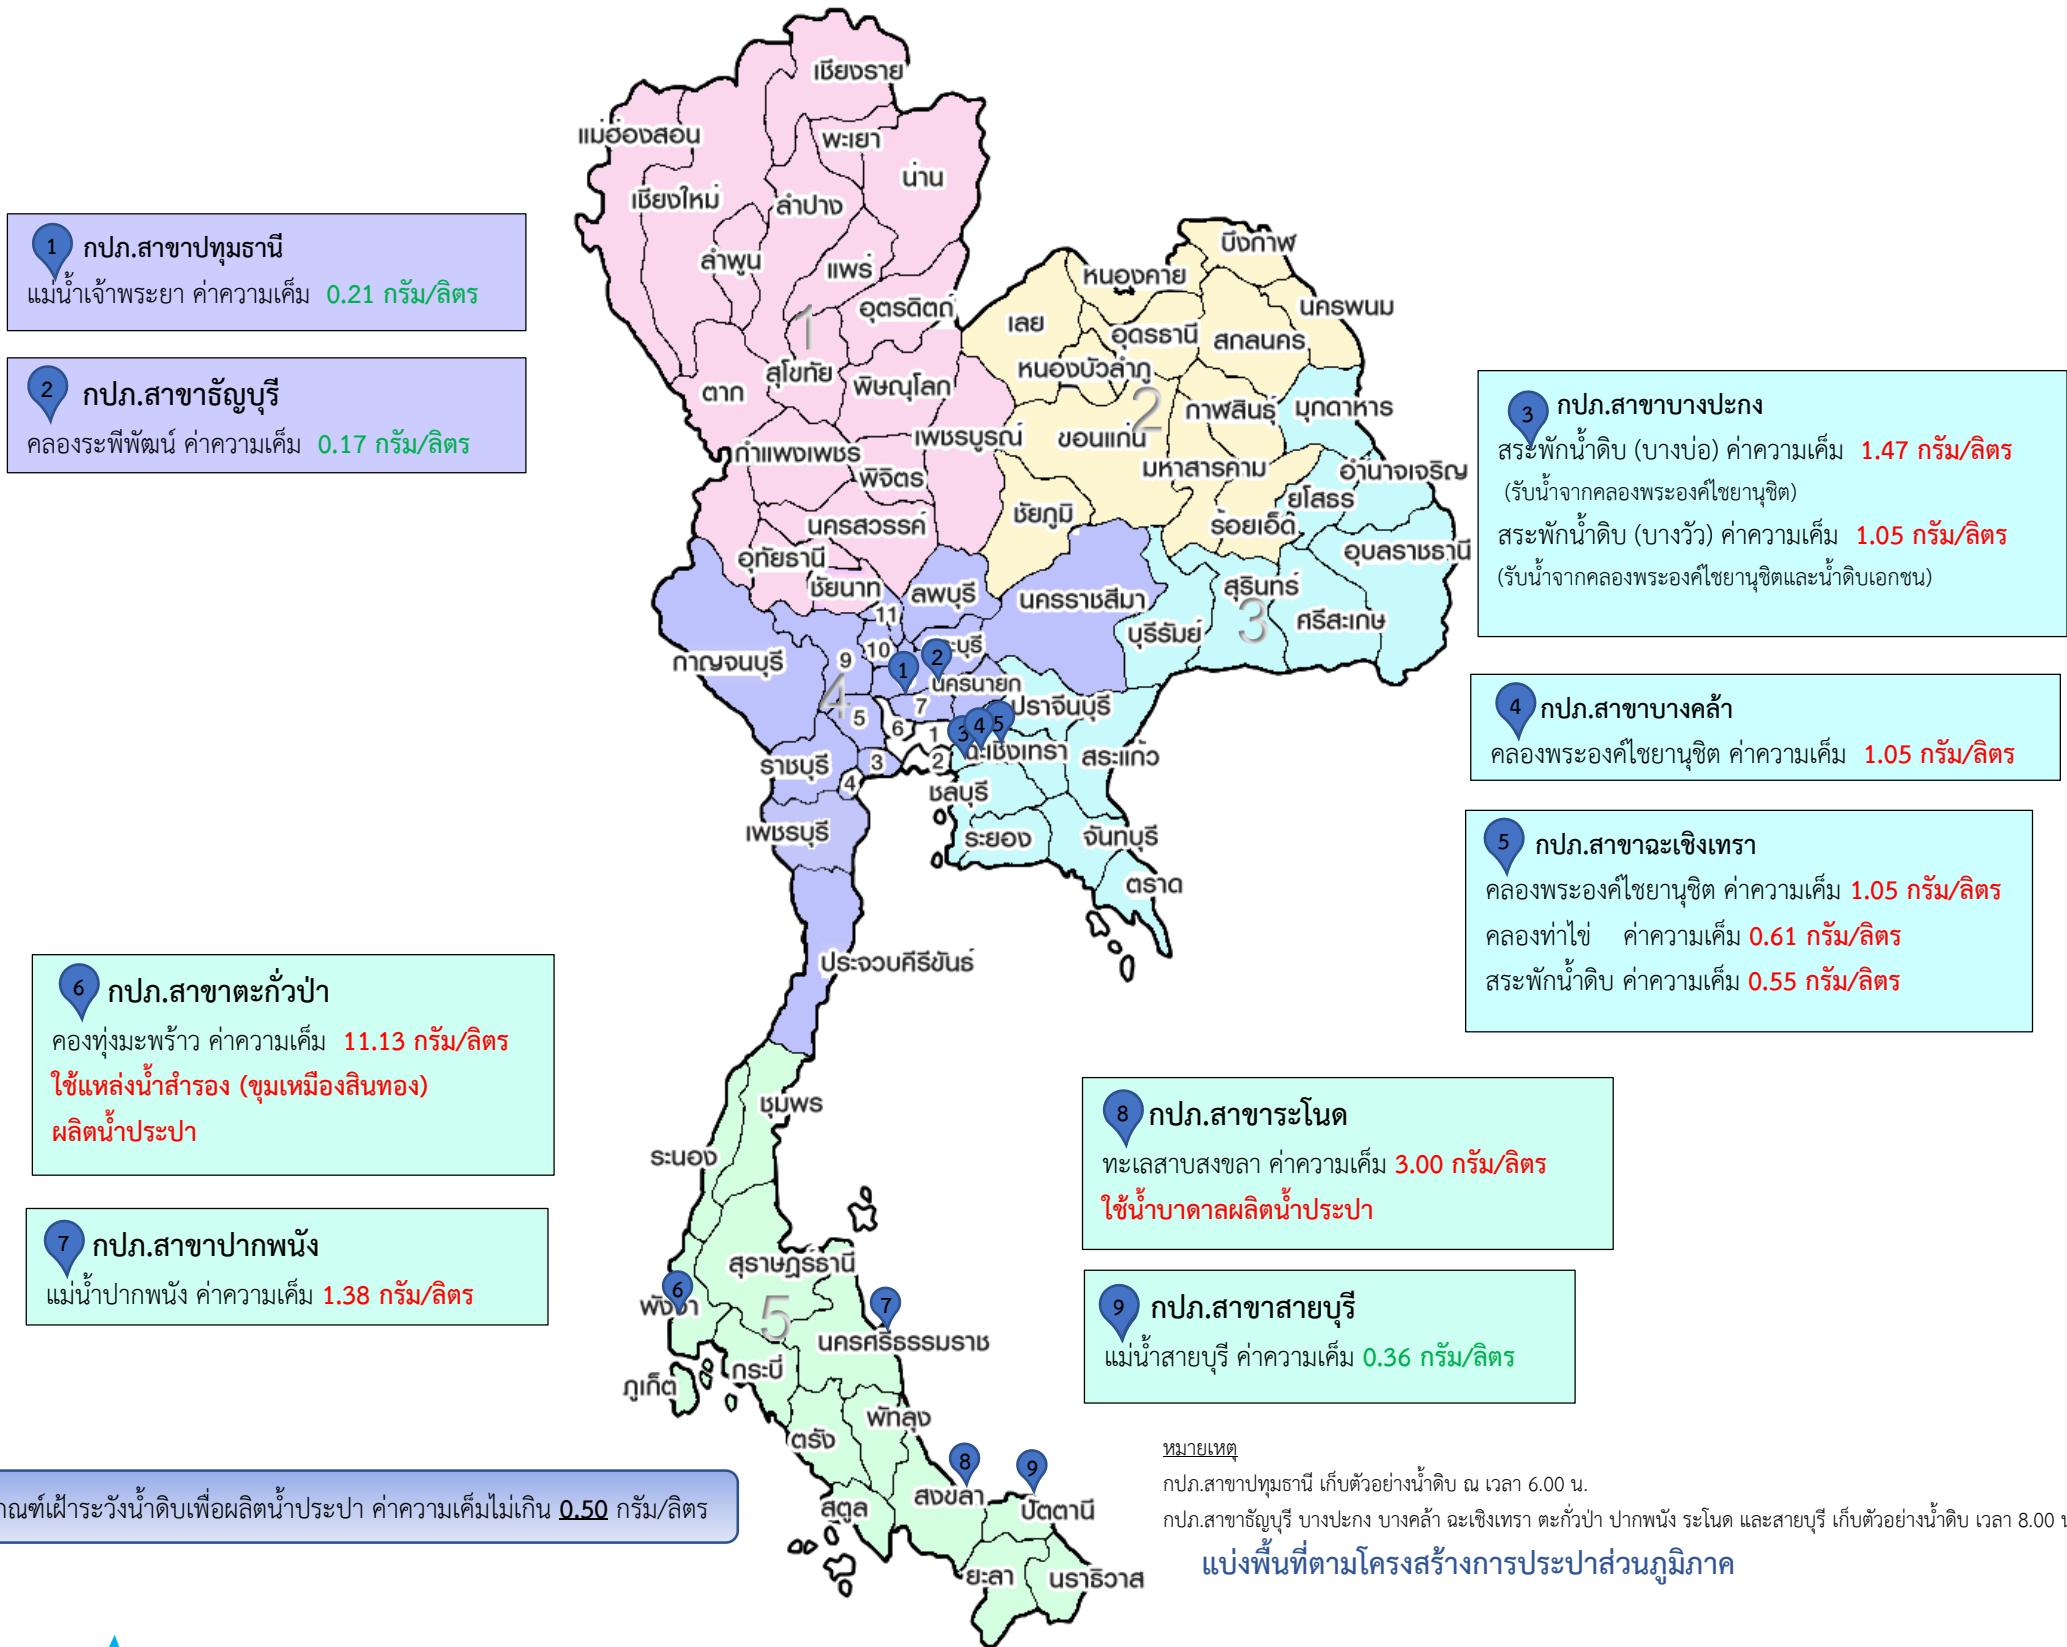 1 กปภ.สาขาปทุมธานี
แม่น้ำเจ้าพระยา ค่าความเค็ม 0.21 กรัม/ลิตร
2 กปภ.สาขาธัญบุรี
คลองระพีพัฒน์ ค่าความเค็ม 0.17 กรัม/ลิตร
3 กปภ.สาขาบางปะกง
สระพักน้ำดิบ (บางบ่อ) ค่าความเค็ม 1.47 กรัม/ลิตร
(รับน้ำจากคลองพระองค์ไชยานุชิต)
สระพักน้ำดิบ (บางวัว) ค่าความเค็ม 1.05 กรัม/ลิตร
(รับน้ำจากคลองพระองค์ไชยานุชิตและน้ำดิบเอกชน)
4 กปภ.สาขาบางคล้า
คลองพระองค์ไชยานุชิต ค่าความเค็ม 1.05 กรัม/ลิตร
5 กปภ.สาขาฉะเชิงเทรา
คลองพระองค์ไชยานุชิต ค่าความเค็ม 1.05 กรัม/ลิตร
คลองท่าไข่ ค่าความเค็ม 0.61 กรัม/ลิตร
สระพักน้ำดิบ ค่าความเค็ม 0.55 กรัม/ลิตร
6 กปภ.สาขาตะกั่วป่า
คองทุ่งมะพร้าว ค่าความเค็ม 11.13 กรัม/ลิตร
ใช้แหล่งน้ำสำรอง (ขุมเหมืองสินทอง)
ผลิตน้ำประปา
7 กปภ.สาขาปากพนัง
แม่น้ำปากพนัง ค่าความเค็ม 1.38 กรัม/ลิตร
8 กปภ.สาขาระโนด
ทะเลสาบสงขลา ค่าความเค็ม 3.00 กรัม/ลิตร
ใช้น้ำบาดาลผลิตน้ำประปา
9 กปภ.สาขาสายบุรี
แม่น้ำสายบุรี ค่าความเค็ม 0.36 กรัม/ลิตร
เชียงราย
แม่ฮ่องสอน
พะเยา
น่าน
เชียงใหม่
ลำปาง
ลำพูน
แพร่
อุตรดิตถ์
1
สุโขทัย
ตาก
พิษณุโลก
เพชรบูรณ์
กำแพงเพชร
พิจิตร
นครสวรรค์
อุทัยธานี
ชัยนาท
บึงกาฬ
หนองคาย
นครพนม
เลย
อุดรธานี
สกลนคร
หนองบัวลำภู
2
กาฬสินธุ์
มุกดาหาร
ขอนแก่น
มหาสารคาม
อำนาจเจริญ
ยโสธร
ชัยภูมิ
ร้อยเอ็ด
อุบลราชธานี
สุรินทร์
3
ศรีสะเกษ
บุรีรัมย์
นครราชสีมา
ลพบุรี
11
10
ะบุรี
9
กาญจนบุรี
1
2
นครนายก
4
5
7
6
ปราจีนบุรี
3
4
5
1
ฉะเชิงเทรา
สระแก้ว
2
3
4
ราชบุรี
ชลบุรี
เพชรบุรี
ระยอง
จันทบุรี
ตราด
ประจวบคีรีขันธ์
ชุมพร
ระนอง
สุราษฎร์ธานี
6
พังงา
5
7
นครศรีธรรมราช
กระบี่
ภูเก็ต
พัทลุง
ตรัง
8
9
สงขลา
ปัตตานี
สตูล
ยะลา
นราธิวาส
ณฑ์เฝ้าระวังน้ำดิบเพื่อผลิตน้ำประปา ค่าความเค็มไม่เกิน 0.50 กรัม/ลิตร
หมายเหตุ
กปภ.สาขาปทุมธานี เก็บตัวอย่างน้ำดิบ ณ เวลา 6.00 น.
กปภ.สาขาธัญบุรี บางปะกง บางคล้า ฉะเชิงเทรา ตะกั่วป่า ปากพนัง ระโนด และสายบุรี เก็บตัวอย่างน้ำดิบ เวลา 8.00 น
แบ่งพื้นที่ตามโครงสร้างการประปาส่วนภูมิภาค